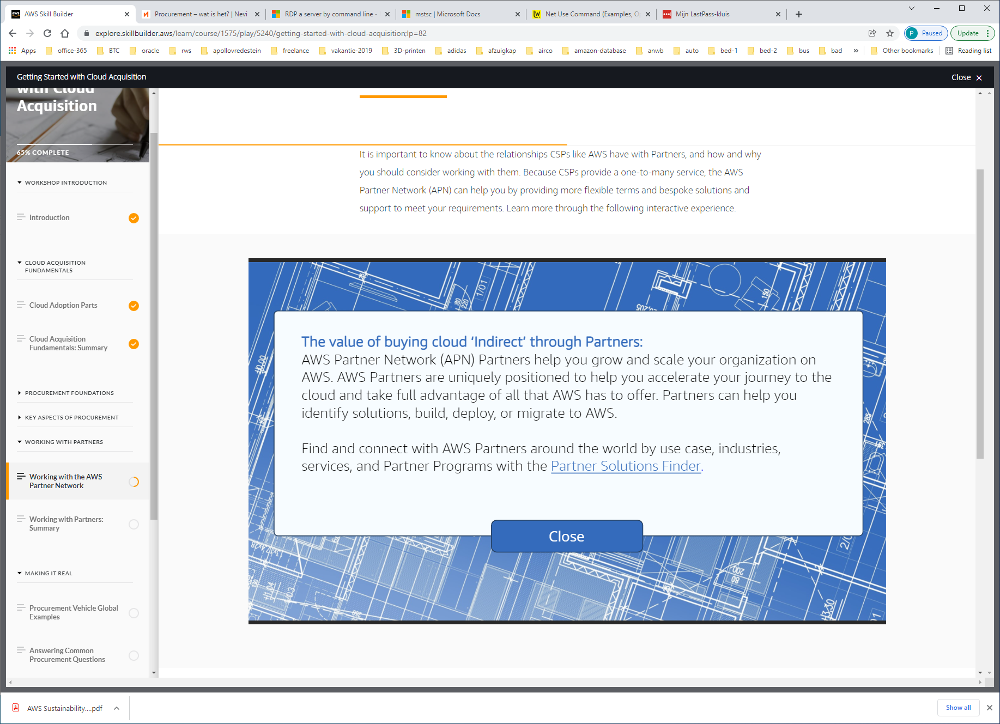 AWS Skill Builder
Procurement – wat is het? | Nevi
RDP a server by command line -
mstsc | Microsoft Docs
Net Use Command (Examples, O
Mijn LastPass-kluis
explore.skillbuilder.aws/learn/course/1575/play/5240/getting-started-with-cloud-acquisition;lp=82
P Paused
Update
Apps
office-365
BTC
oracle
rws
apollovredestein
freelance
vakantie-2019
3D-printen
adidas
afzuigkap
airco
amazon-database
anwb
auto
bed-1
bed-2
bus
bad
»
Other bookmarks
Reading list
Getting Started with Cloud Acquisition
Close
with Cloud
Acquisition
65% COMPLETE
WORKSHOP INTRODUCTION
Introduction
CLOUD ACQUISITION
FUNDAMENTALS
Cloud Adoption Parts
Cloud Acquisition
Fundamentals: Summary
PROCUREMENT FOUNDATIONS
KEY ASPECTS OF PROCUREMENT
WORKING WITH PARTNERS
Working with the AWS
Partner Network
Working with Partners:
Summary
MAKING IT REAL
Procurement Vehicle Global
Examples
Answering Common
Procurement Questions
It is important to know about the relationships CSPs like AWS have with Partners, and how and why
you should consider working with them. Because CSPs provide a one-to-many service, the AWS
Partner Network (APN) can help you by providing more flexible terms and bespoke solutions and
support to meet your requirements. Learn more through the following interactive experience.
The value of buying cloud ‘Indirect’ through Partners:
AWS Partner Network (APN) Partners help you grow and scale your organization on
AWS. AWS Partners are uniquely positioned to help you accelerate your journey to the
cloud and take full advantage of all that AWS has to offer. Partners can help you
identify solutions, build, deploy, or migrate to AWS.
Find and connect with AWS Partners around the world by use case, industries,
services, and Partner Programs with the Partner Solutions Finder.
Close
AWS Sustainability....pdf
Show all